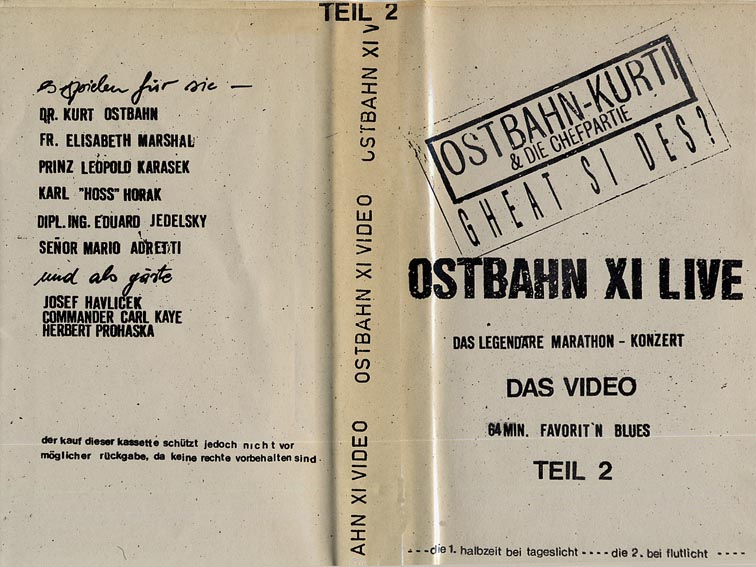 es spielen für sie –
DR. KURT OSTBAHN
FR. ELISABETH MARSHAL
PRINZ LEOPOLD KARASEK
KARL "HOSS" HORAK
DIPL.ING. EDUARD JEDELSKY
SEÑOR MARIO ADRETTI
und als gäste
JOSEF HAVLICEK
COMMANDER CARL KAYE
HERBERT PROHASKA
der kauf dieser kassette schützt jedoch nicht vor
möglicher rückgabe, da keine rechte vorbehalten sind.
TEIL 2
OSTBAHN XI V
OSTBAHN XI VIDEO
AHN XI VIDEO
OSTBAHN-KURTI
& DIE CHEFPARTIE
GHEAT SI DES?
OSTBAHN XI LIVE
DAS LEGENDÄRE MARATHON - KONZERT
DAS VIDEO
64 MIN. FAVORIT`N BLUES
TEIL 2
----die 1. halbzeit bei tageslicht ---- die 2. bei flutlicht ----